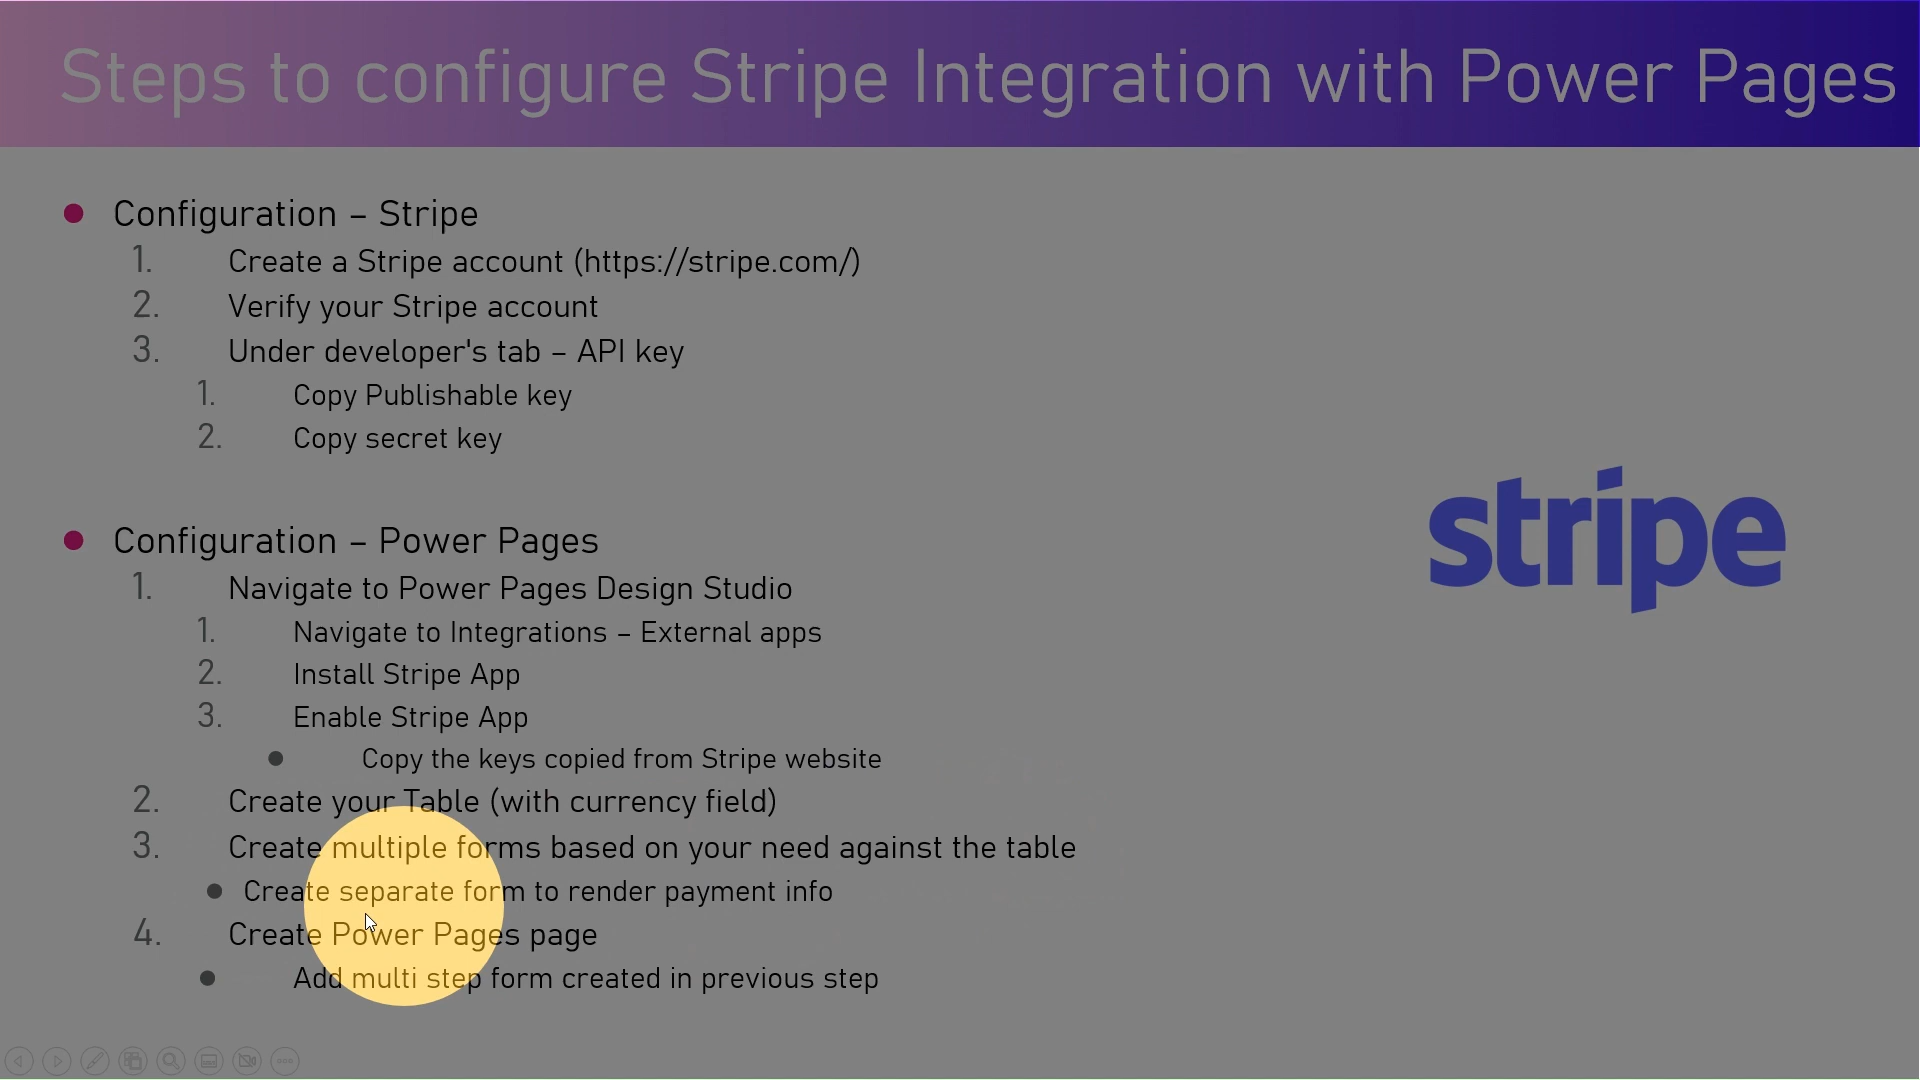 Steps to configure Stripe Integration with Power Pages
Configuration – Stripe
1. Create a Stripe account (https://stripe.com/)
2. Verify your Stripe account
3. Under developer's tab – API key
1. Copy Publishable key
2. Copy secret key
stripe
Configuration – Power Pages
1. Navigate to Power Pages Design Studio
1. Navigate to Integrations – External apps
2. Install Stripe App
3. Enable Stripe App
Copy the keys copied from Stripe website
2. Create your Table (with currency field)
3. Create multiple forms based on your need against the table
Create separate form to render payment info
4. Create Power Pages page
Add multi step form created in previous step